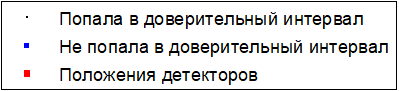 Попала в доверительный интервал
Не попала в доверительный интервал
Положения детекторов